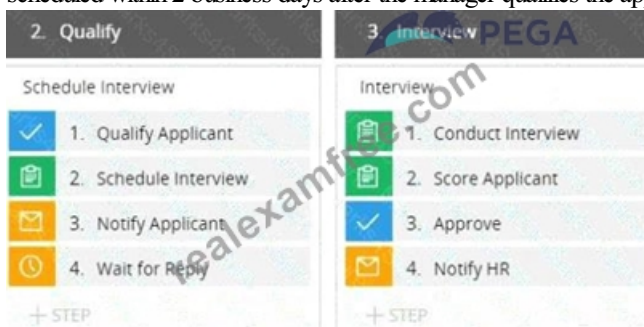 scheduled within 2 business days after the manager qualifies the ap
2. Qualify
Schedule Interview
1. Qualify Applicant
2. Schedule Interview
3. Notify Applicant
4. Wait for Reply
+ STEP
3. Interview
PEGA
Interview
1. Conduct Interview
2. Score Applicant
3. Approve
4. Notify HR
+ STEP
realexamfree.com